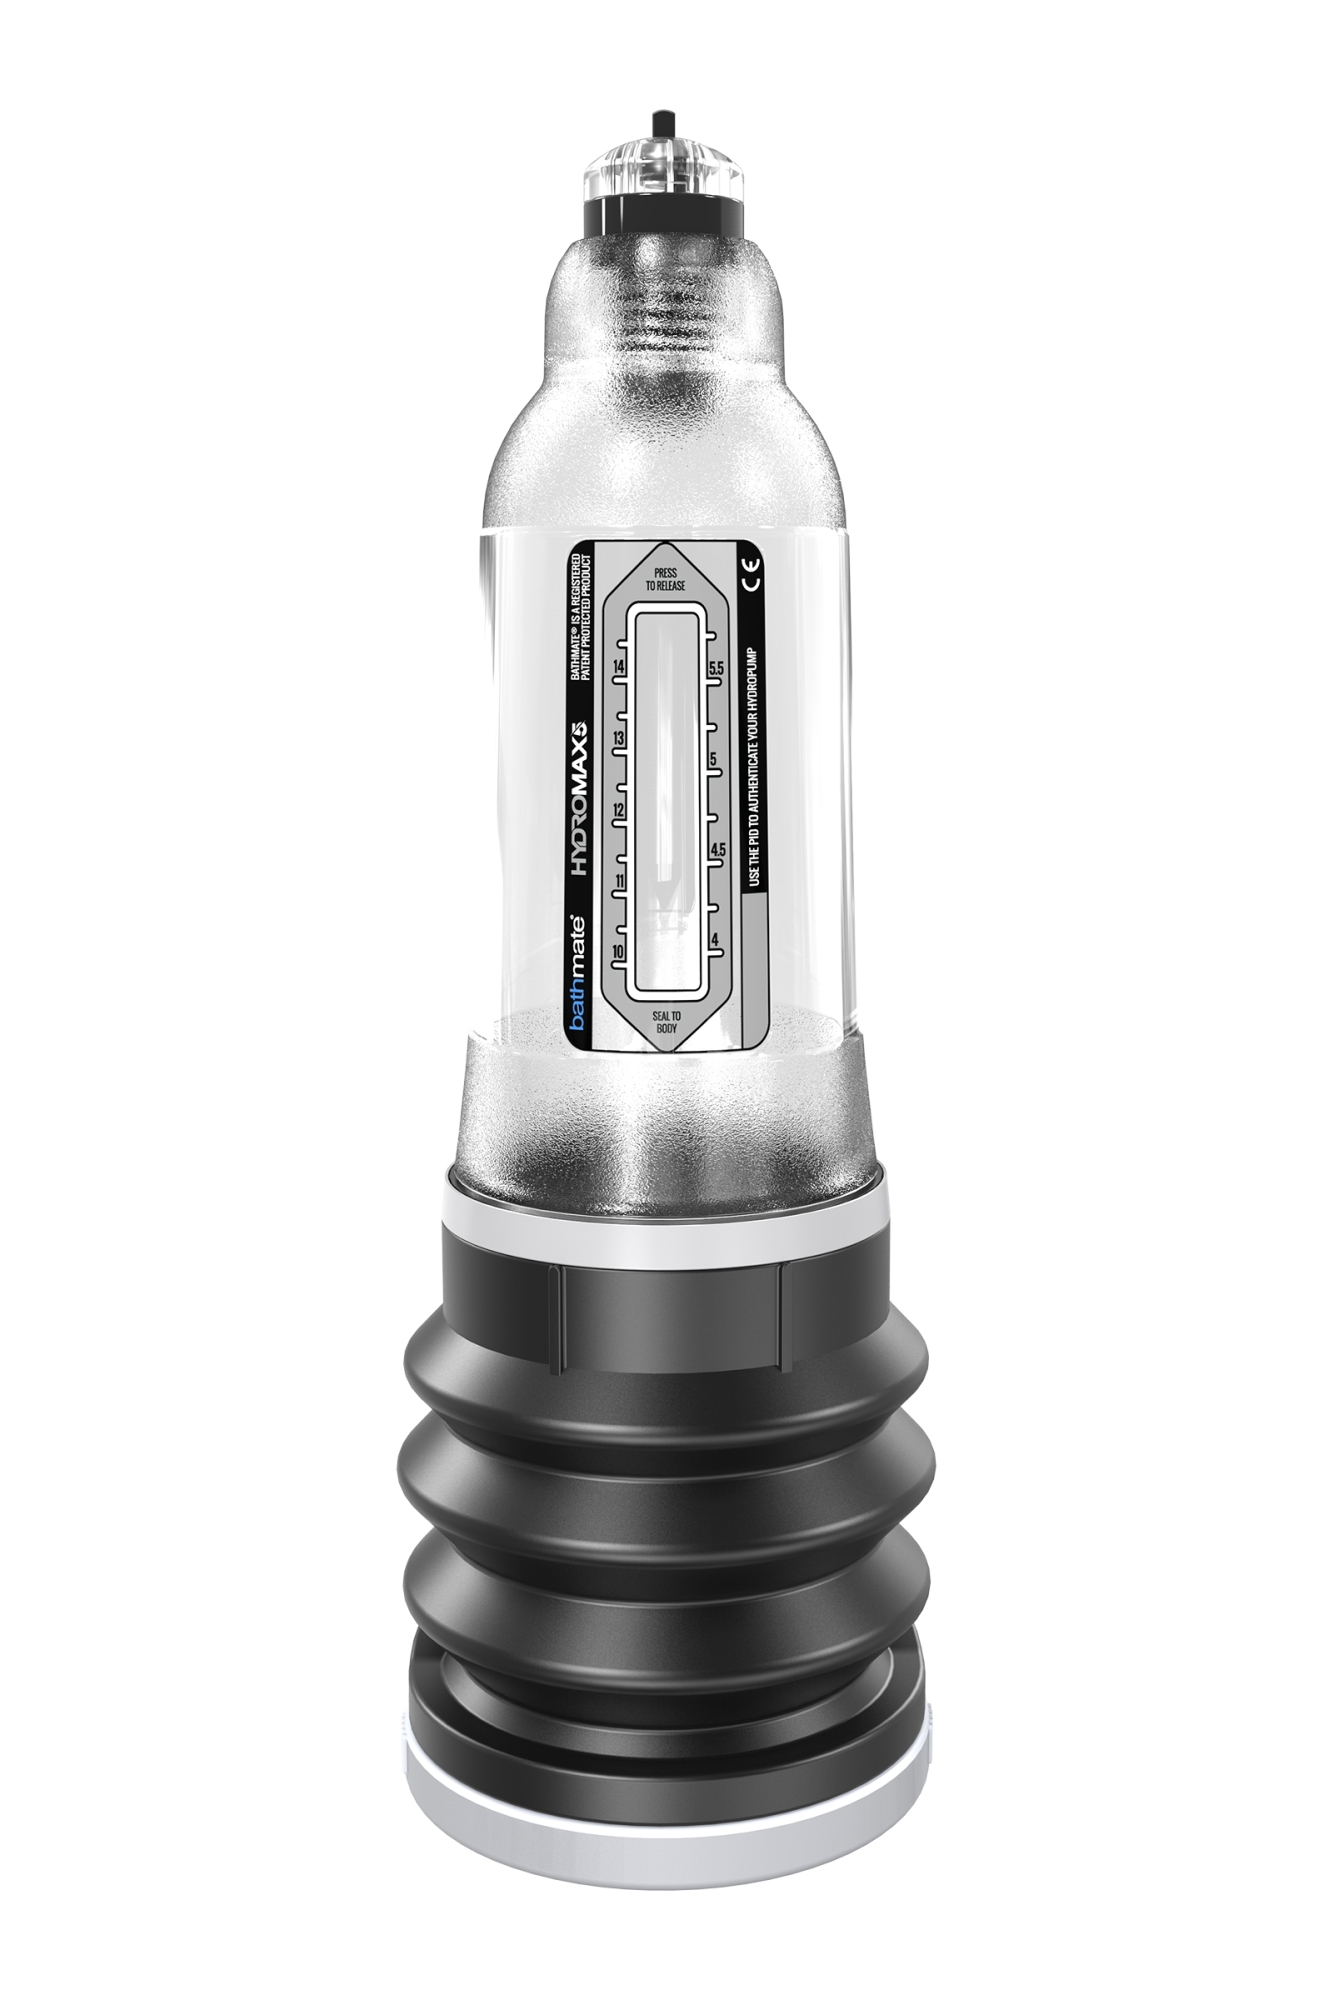 PRESS
TO RELEASE
BATHMATE® IS A REGISTERED
PATENT PROTECTED PRODUCT
HYDROMAX5
bathmate®
14
13
12
11
10
5.5
5
4.5
4
SEAL TO
BODY
CE
USE THE PID TO AUTHENTICATE YOUR HYDROPUMP